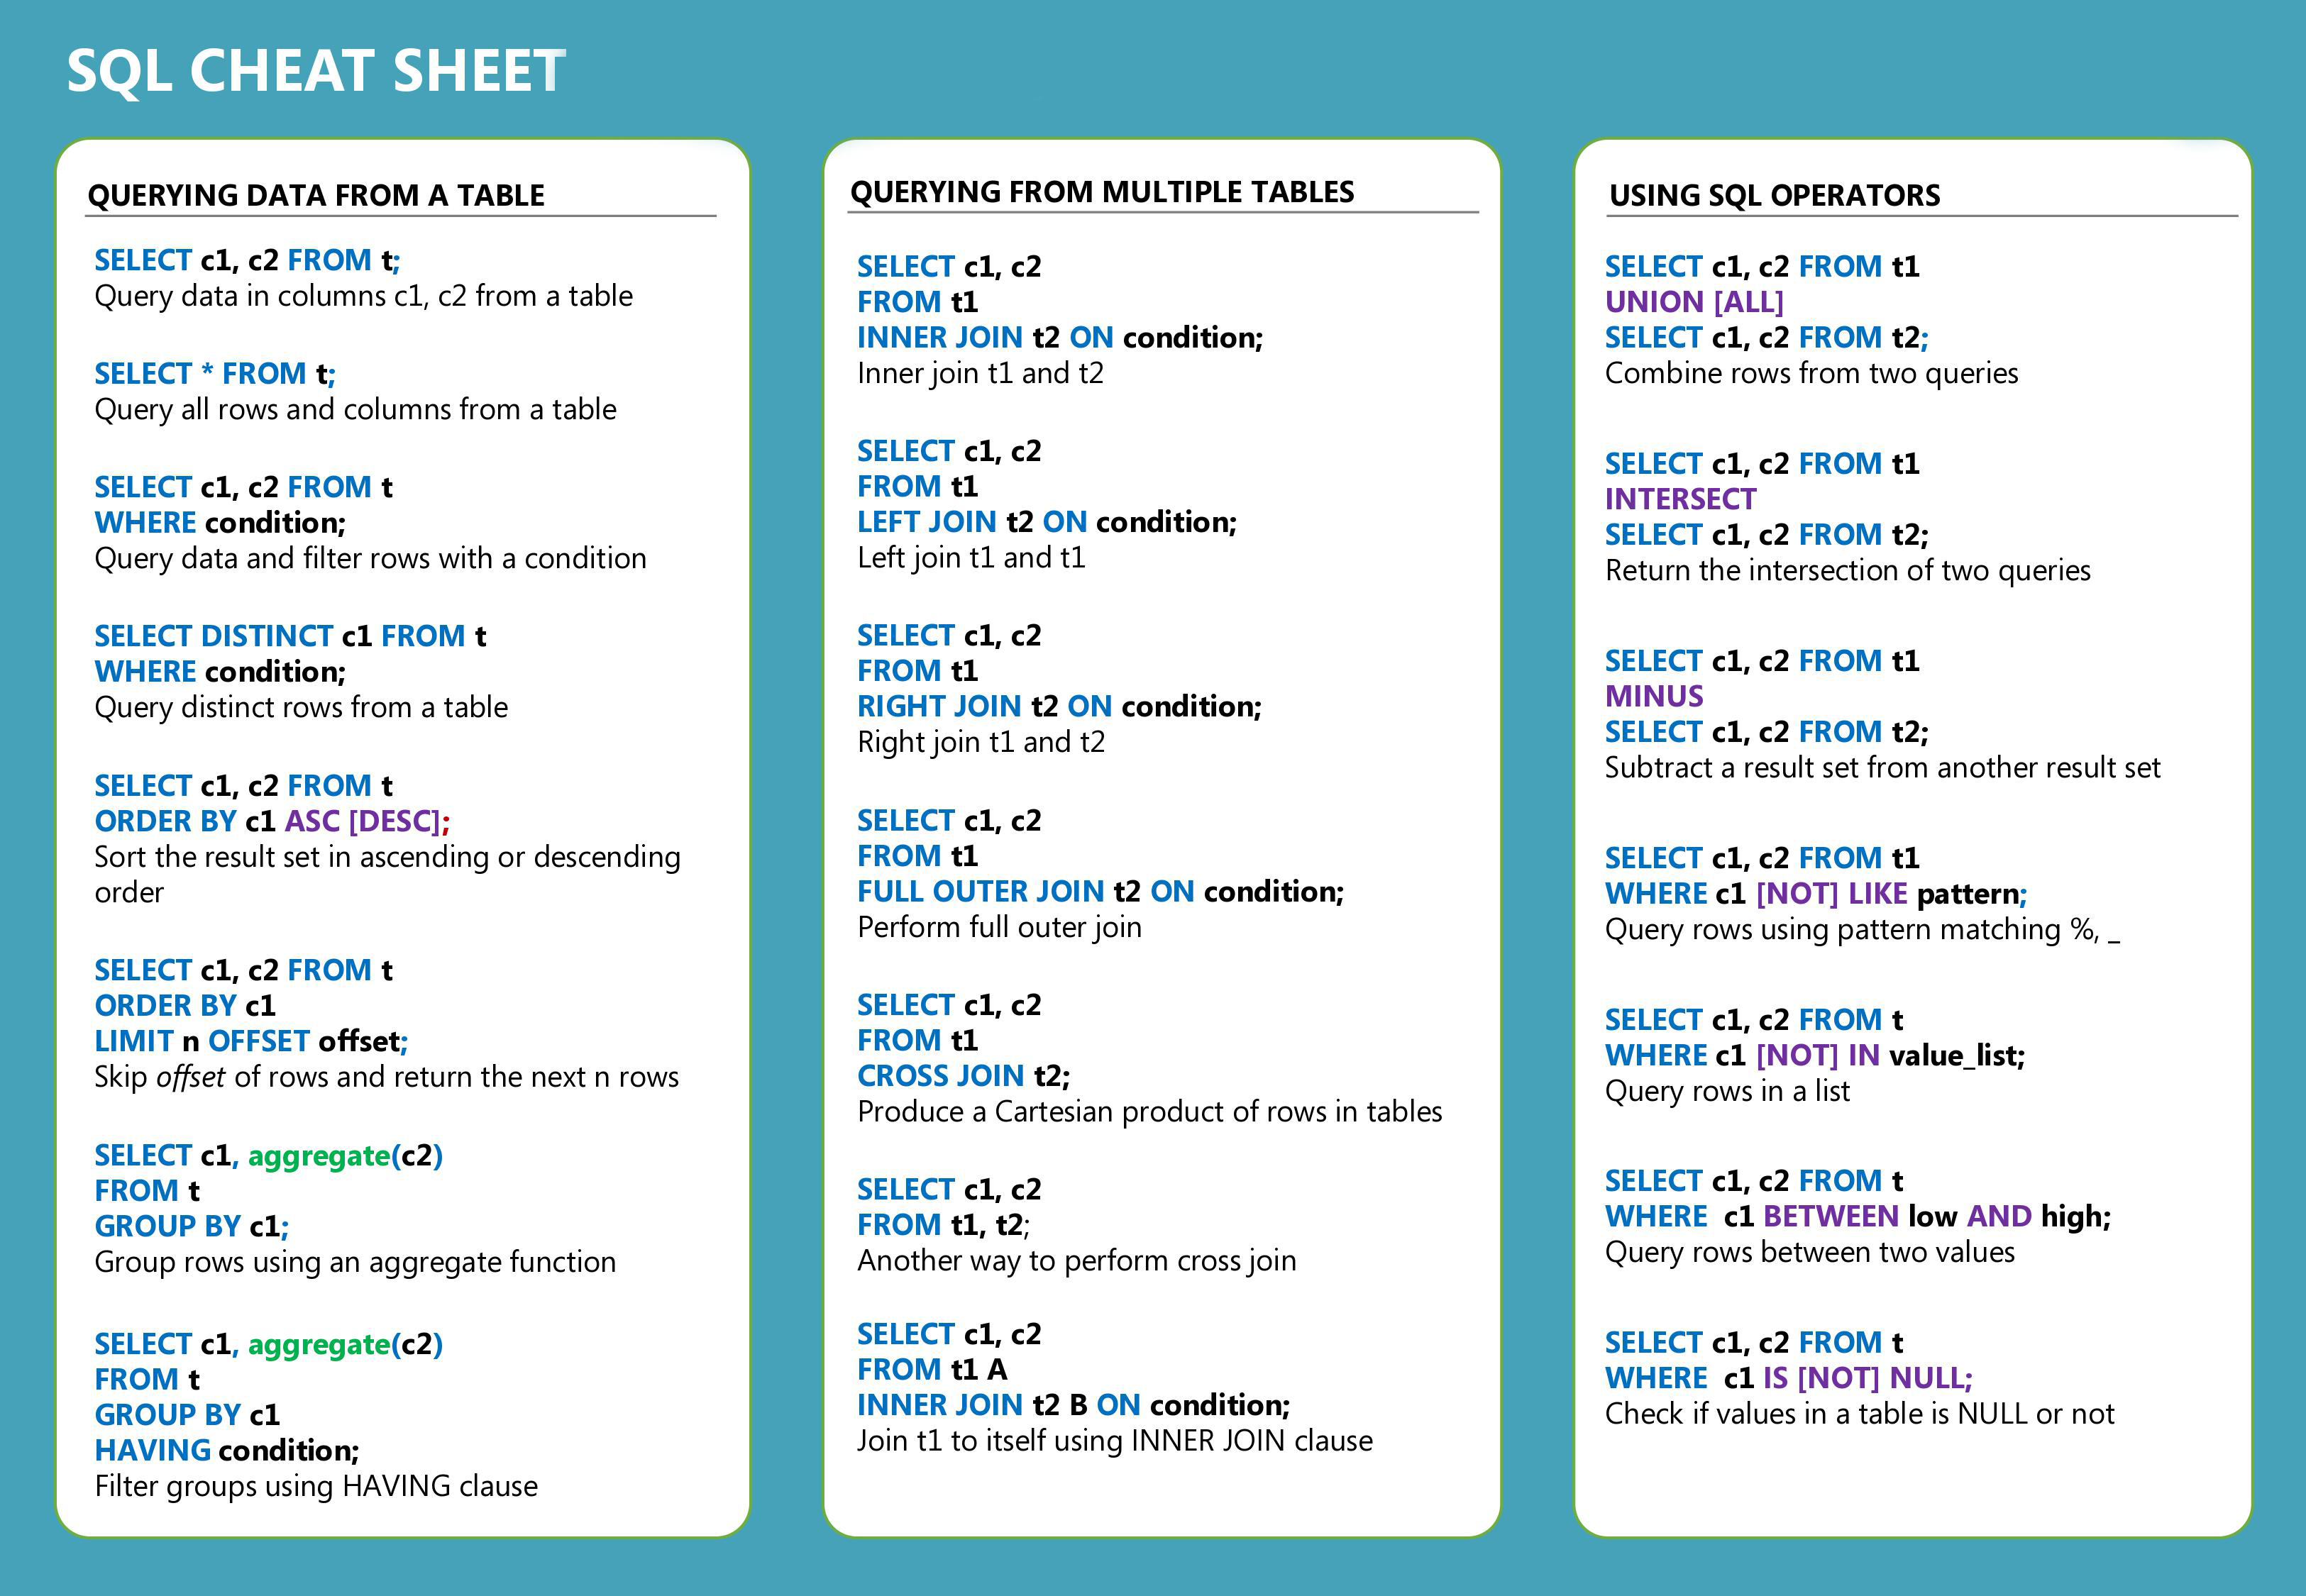 SQL CHEAT SHEET
QUERYING DATA FROM A TABLE
SELECT c1, c2 FROM t;
Query data in columns c1, c2 from a table
SELECT * FROM t;
Query all rows and columns from a table
SELECT c1, c2 FROM t
WHERE condition;
Query data and filter rows with a condition
SELECT DISTINCT c1 FROM t
WHERE condition;
Query distinct rows from a table
SELECT c1, c2 FROM t
ORDER BY c1 ASC [DESC];
Sort the result set in ascending or descending
order
SELECT c1, c2 FROM t
ORDER BY c1
LIMIT n OFFSET offset;
Skip offset of rows and return the next n rows
SELECT c1, aggregate(c2)
FROM t
GROUP BY c1;
Group rows using an aggregate function
SELECT c1, aggregate(c2)
FROM t
GROUP BY c1
HAVING condition;
Filter groups using HAVING clause
QUERYING FROM MULTIPLE TABLES
SELECT c1, c2
FROM t1
INNER JOIN t2 ON condition;
Inner join t1 and t2
SELECT c1, c2
FROM t1
LEFT JOIN t2 ON condition;
Left join t1 and t1
SELECT c1, c2
FROM t1
RIGHT JOIN t2 ON condition;
Right join t1 and t2
SELECT c1, c2
FROM t1
FULL OUTER JOIN t2 ON condition;
Perform full outer join
SELECT c1, c2
FROM t1
CROSS JOIN t2;
Produce a Cartesian product of rows in tables
SELECT c1, c2
FROM t1, t2;
Another way to perform cross join
SELECT c1, c2
FROM t1 A
INNER JOIN t2 B ON condition;
Join t1 to itself using INNER JOIN clause
USING SQL OPERATORS
SELECT c1, c2 FROM t1
UNION [ALL]
SELECT c1, c2 FROM t2;
Combine rows from two queries
SELECT c1, c2 FROM t1
INTERSECT
SELECT c1, c2 FROM t2;
Return the intersection of two queries
SELECT c1, c2 FROM t1
MINUS
SELECT c1, c2 FROM t2;
Subtract a result set from another result set
SELECT c1, c2 FROM t1
WHERE c1 [NOT] LIKE pattern;
Query rows using pattern matching %, _
SELECT c1, c2 FROM t
WHERE c1 [NOT] IN value_list;
Query rows in a list
SELECT c1, c2 FROM t
WHERE  c1 BETWEEN low AND high;
Query rows between two values
SELECT c1, c2 FROM t
WHERE  c1 IS [NOT] NULL;
Check if values in a table is NULL or not